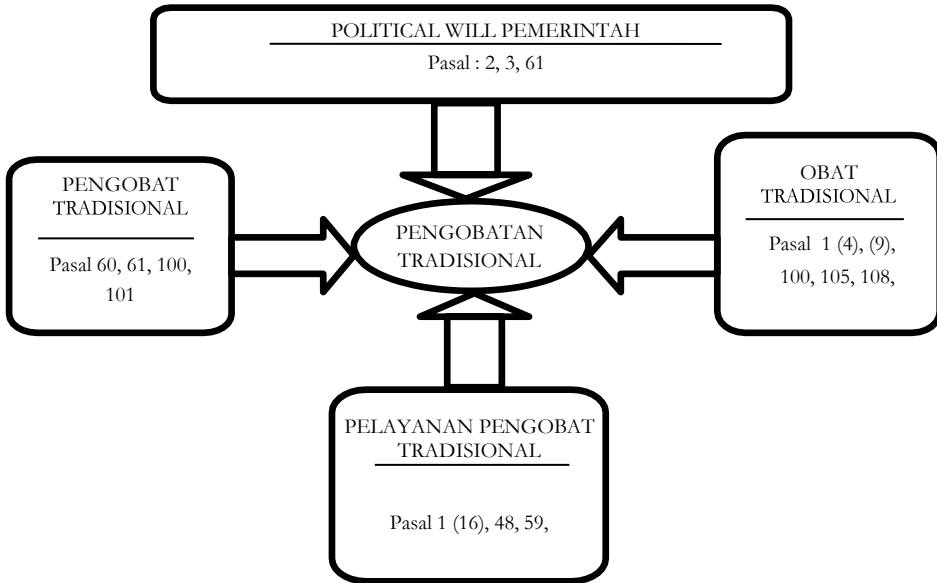 POLITICAL WILL PEMERINTAH
Pasal : 2, 3, 61
PENGOBAT
TRADISIONAL
Pasal 60, 61, 100,
101
PENGOBATAN
TRADISIONAL
OBAT
TRADISIONAL
Pasal 1 (4), (9),
100, 105, 108,
PELAYANAN PENGOBAT
TRADISIONAL
Pasal 1 (16), 48, 59,